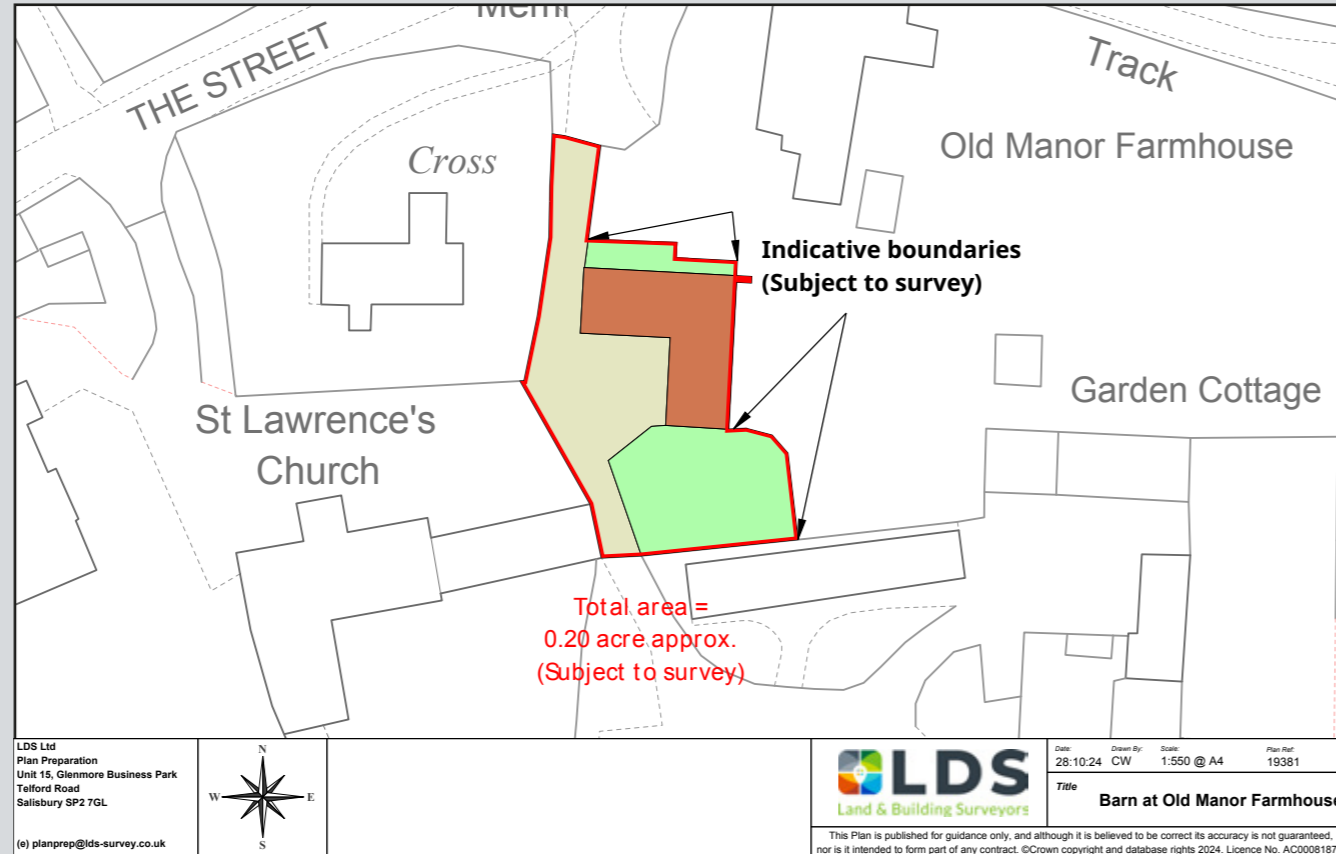 THE STREET
Track
Old Manor Farmhouse
Cross
Indicative boundaries
(Subject to survey)
Garden Cottage
St Lawrence's
Church
Total area =
0.20 acre approx.
(Subject to survey)
LDS Ltd
Plan Preparation
Unit 15, Glenmore Business Park
Telford Road
Salisbury SP2 7GL
(e) planprep@lds-survey.co.uk
N
W E
S
LDS
Land & Building Surveyors
Date: Drawn By: Scale: Plan Ref:
28:10:24 CW 1:550 @ A4 19381
Title
Barn at Old Manor Farmhouse
This Plan is published for guidance only, and although it is believed to be correct its accuracy is not guaranteed,
nor is it intended to form part of any contract. ©Crown copyright and database rights 2024. Licence No. AC0008187